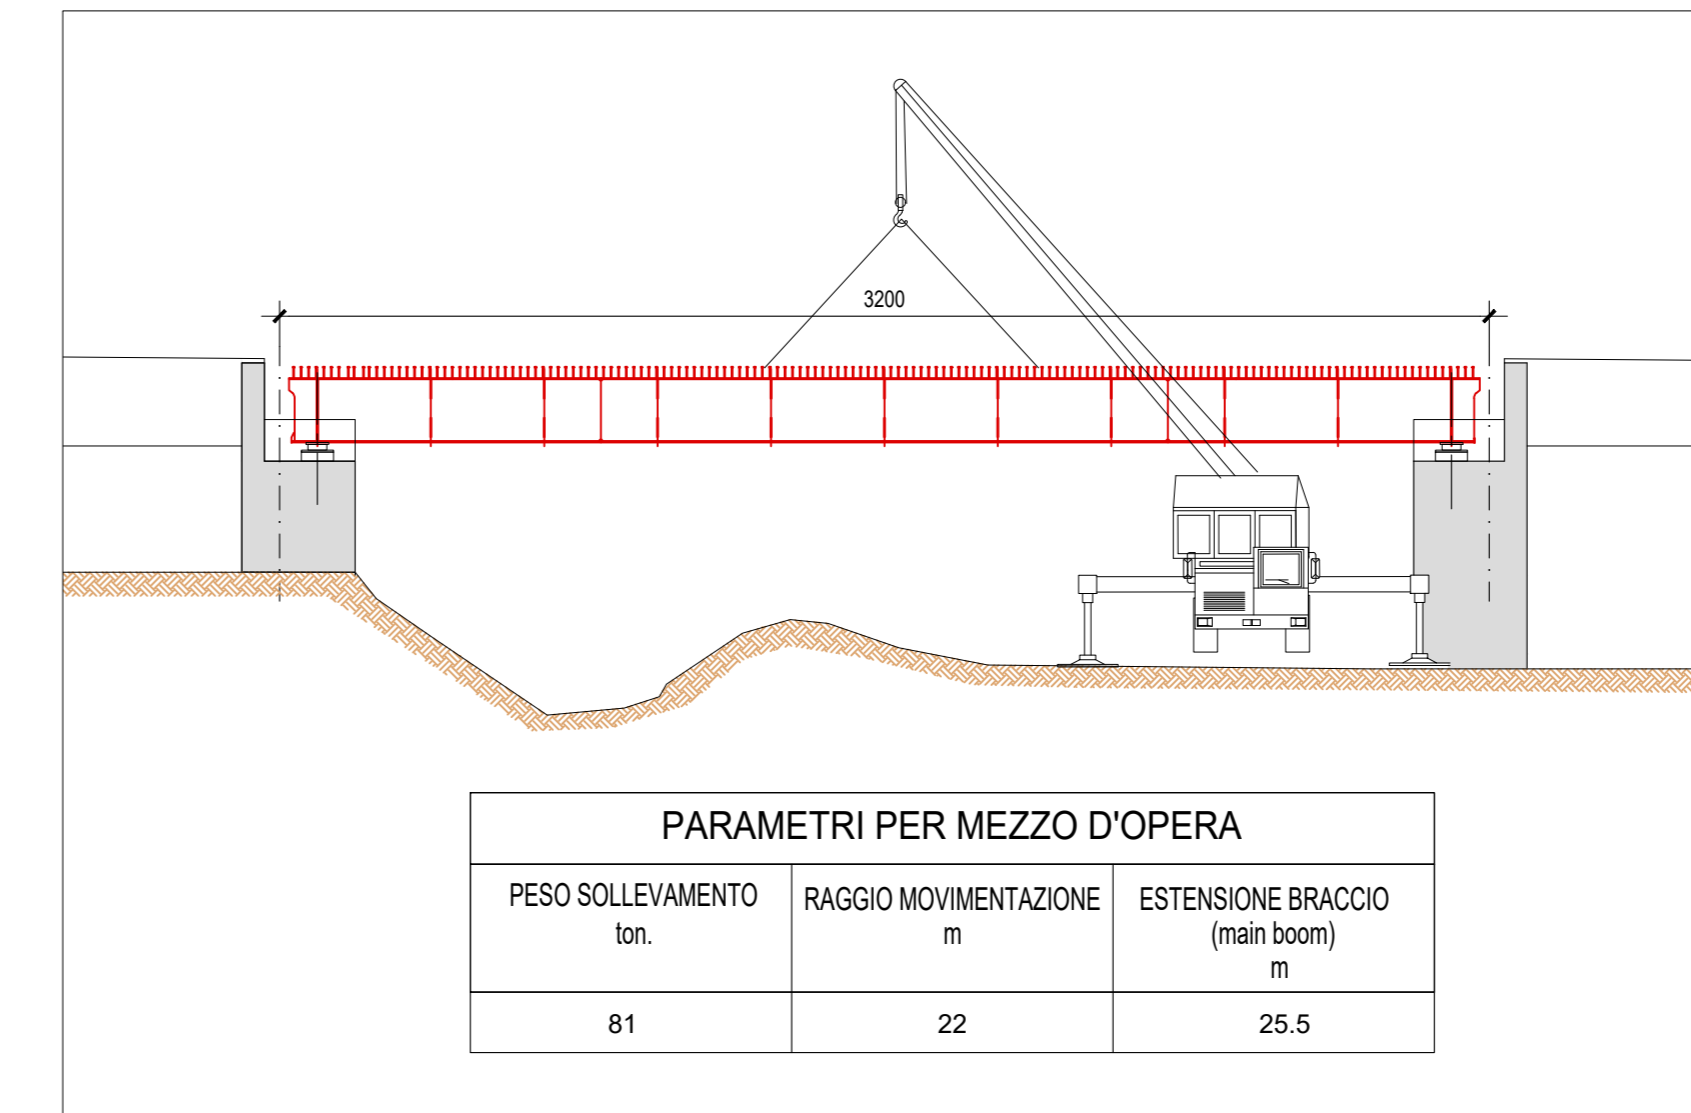 3200
PARAMETRI PER MEZZO D'OPERA
PESO SOLLEVAMENTO
ton.
RAGGIO MOVIMENTAZIONE
m
ESTENSIONE BRACCIO
(main boom)
m
81
22
25.5